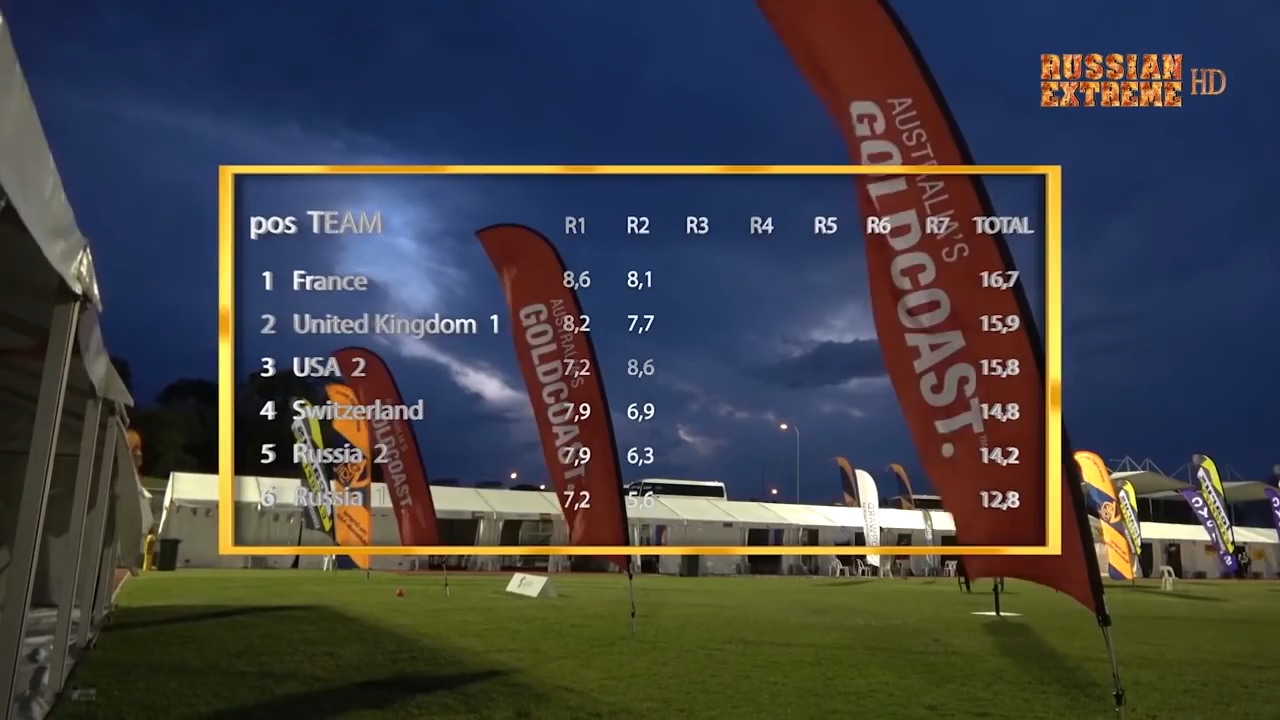 RUSSIAN
EXTREME HD
AUSTRALIA'S
GOLDCOAST.
pos TEAM R1 R2 R3 R4 R5 R6 R7 TOTAL
1 France 8,6 8,1 16,7
2 United Kingdom 1 8,2 7,7 15,9
3 USA 2 7,2 8,6 15,8
4 Switzerland 7,9 6,9 14,8
5 Russia 2 7,9 6,3 14,2
6 Russia 1 7,2 5,6 12,8
AUSTRALIA'S
GOLDCOAST.
GOLDCOAST.